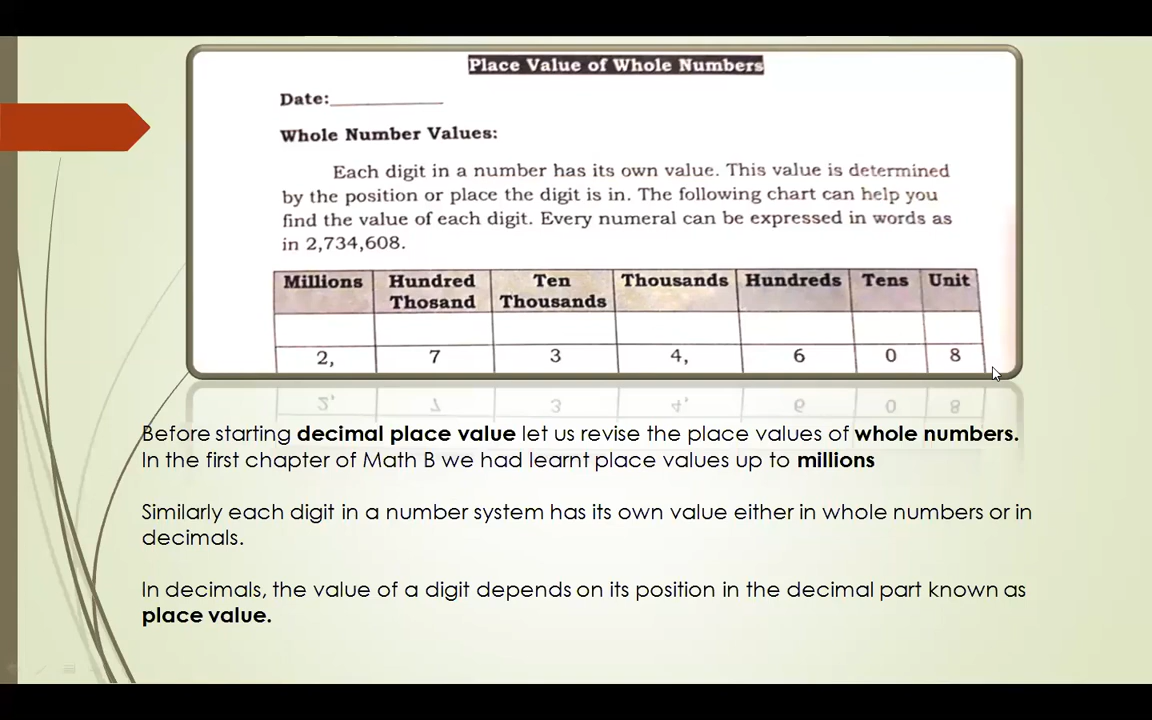 Place Value of Whole Numbers
Date:__________
Whole Number Values:
Each digit in a number has its own value. This value is determined
by the position or place the digit is in. The following chart can help you
find the value of each digit. Every numeral can be expressed in words as
in 2,734,608.
Millions Hundred Thosand Ten Thousands Thousands Hundreds Tens Unit
2, 7 3 4, 6 0 8
Before starting decimal place value let us revise the place values of whole numbers.
In the first chapter of Math B we had learnt place values up to millions
Similarly each digit in a number system has its own value either in whole numbers or in
decimals.
In decimals, the value of a digit depends on its position in the decimal part known as
place value.